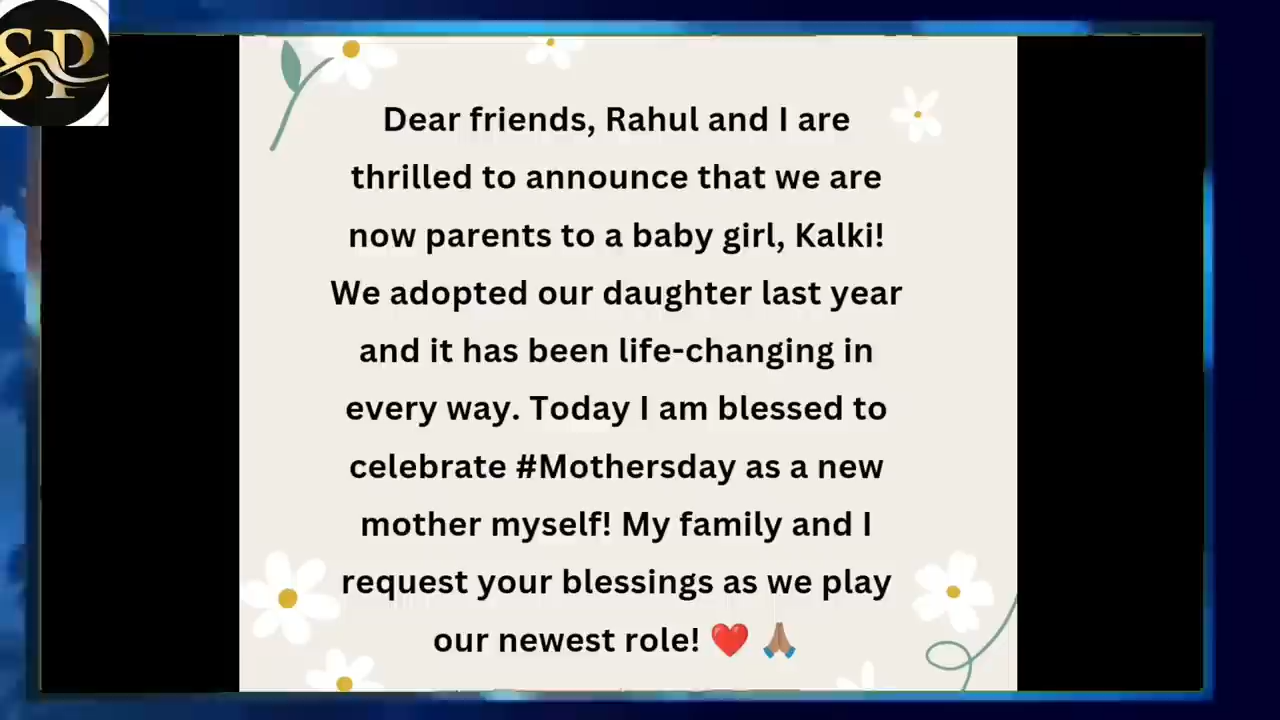 SP
Dear friends, Rahul and I are
thrilled to announce that we are
now parents to a baby girl, Kalki!
We adopted our daughter last year
and it has been life-changing in
every way. Today I am blessed to
celebrate #Mothersday as a new
mother myself! My family and I
request your blessings as we play
our newest role! ❤️ 🙏🏽